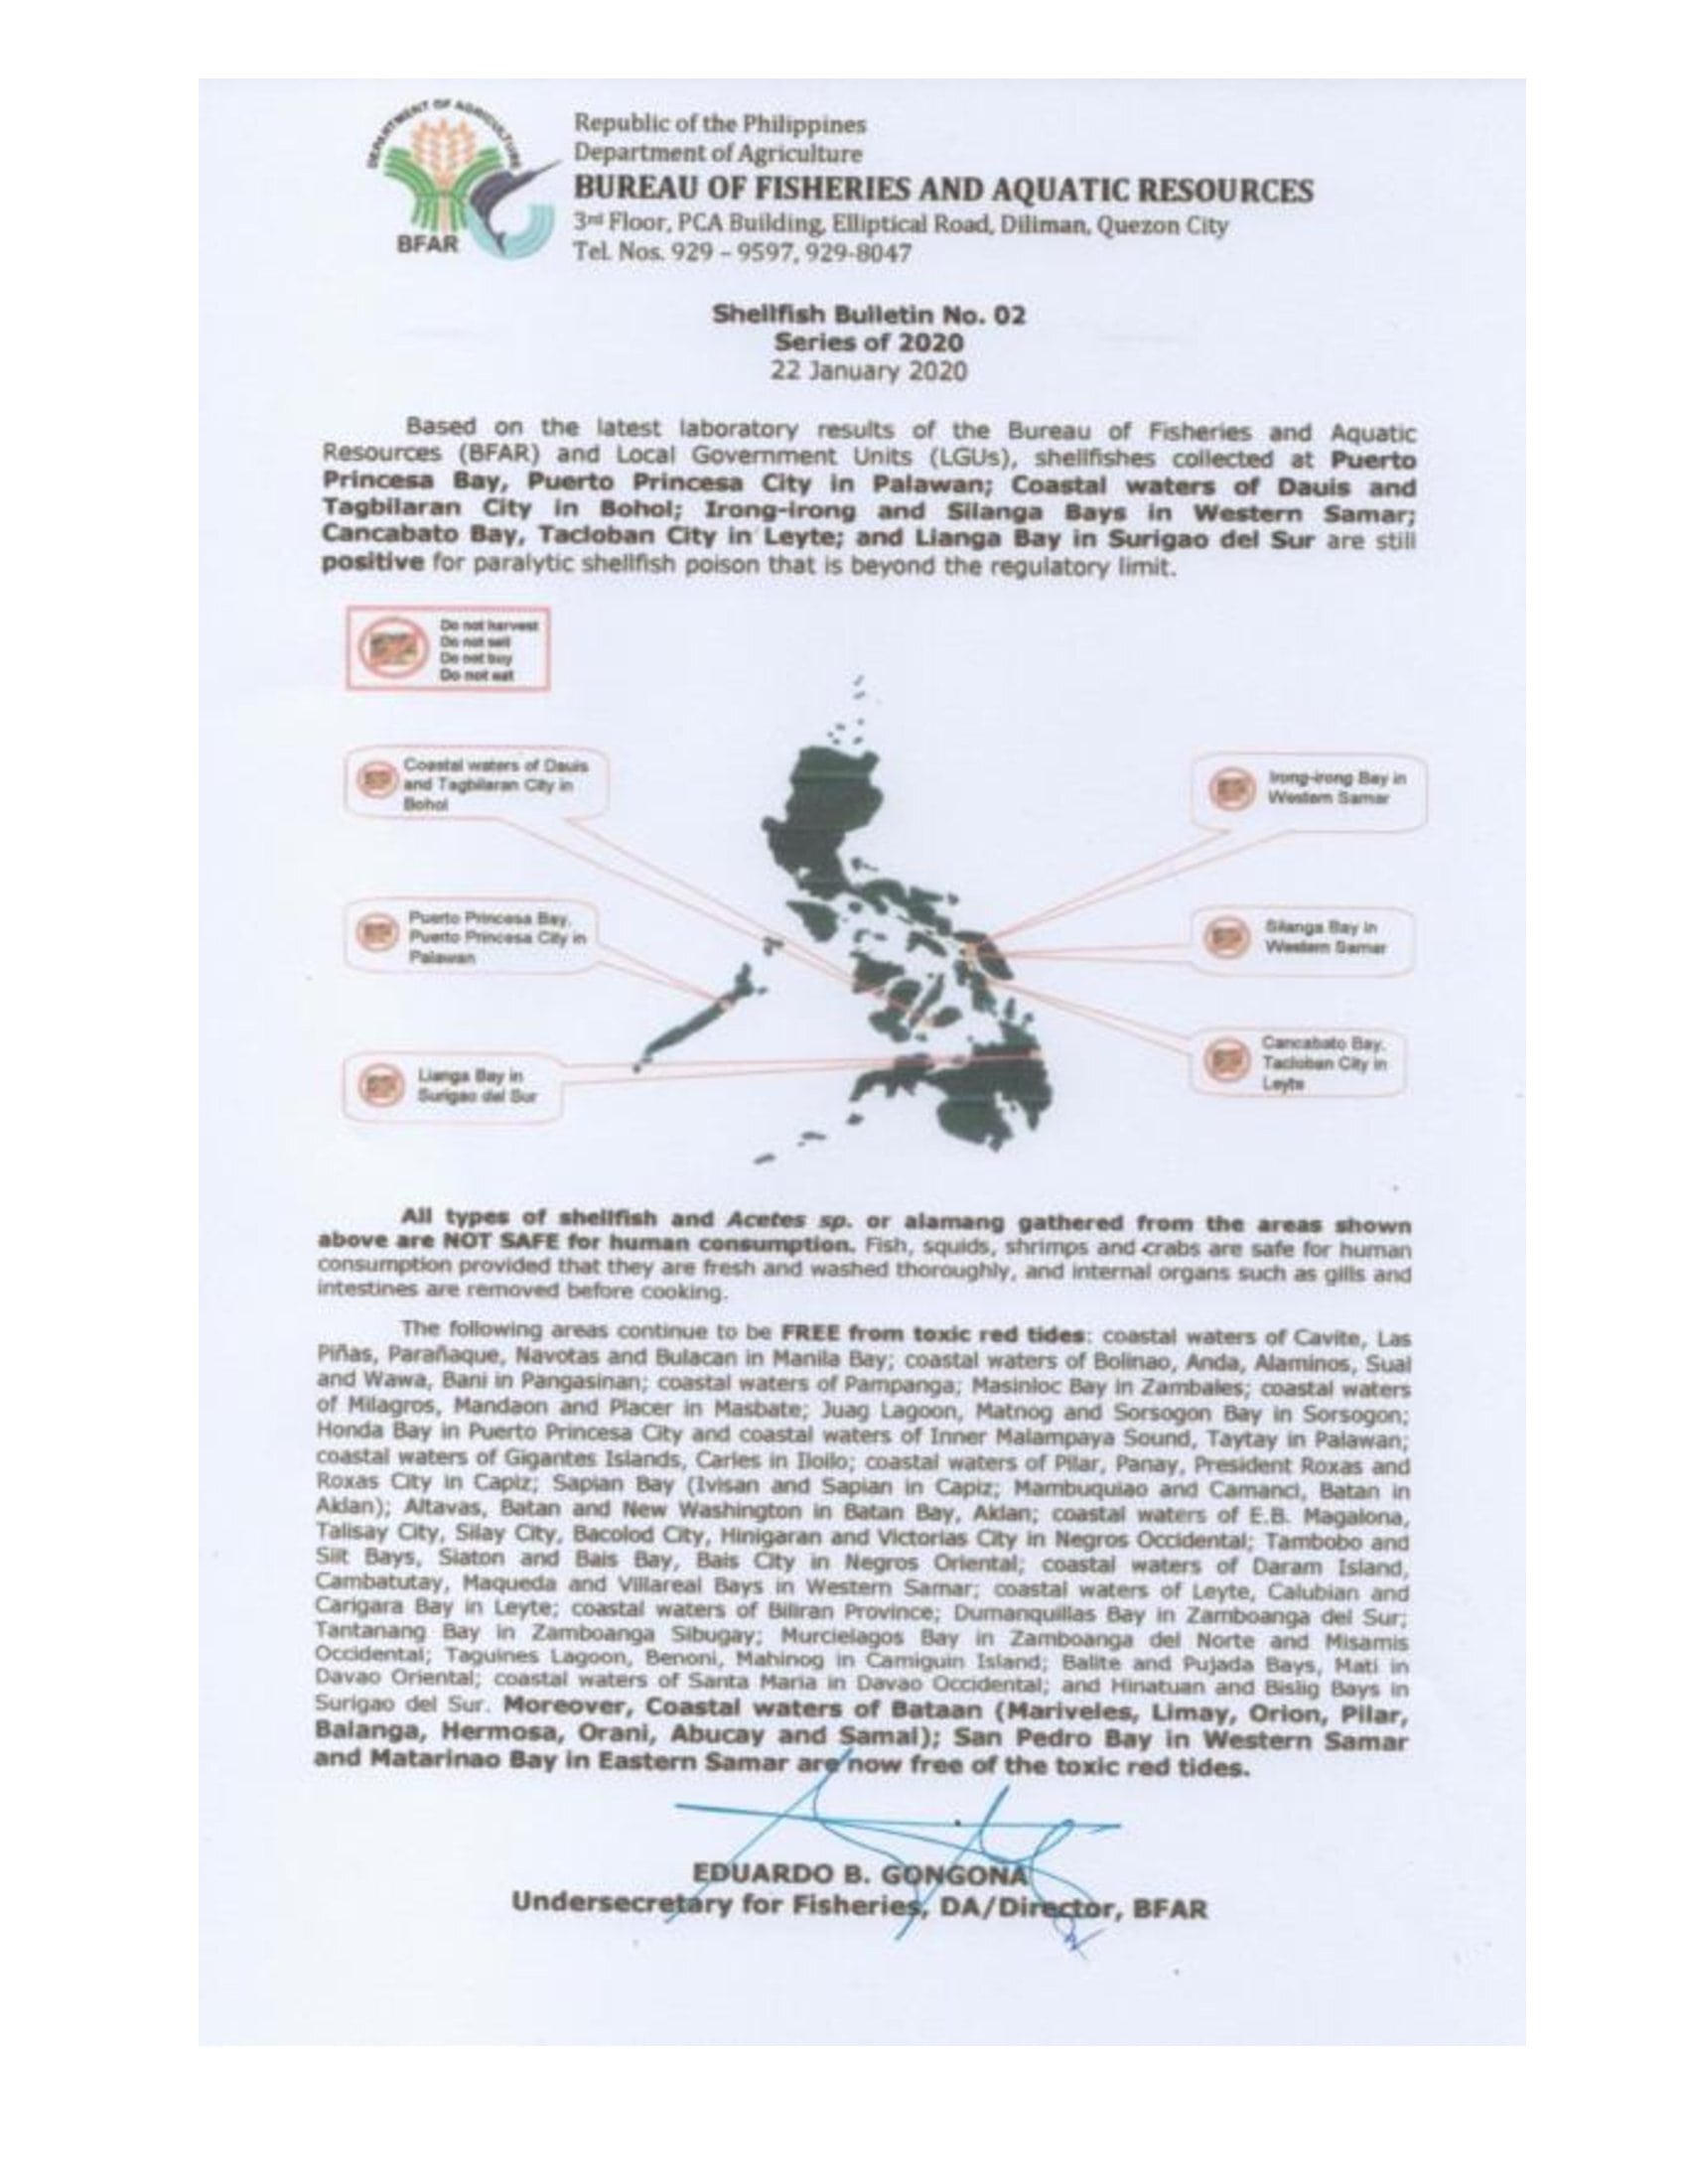 DEPARTMENT OF AGRICULTURE
BFAR
Republic of the Philippines
Department of Agriculture
BUREAU OF FISHERIES AND AQUATIC RESOURCES
3rd Floor, PCA Building, Elliptical Road, Diliman, Quezon City
Tel. Nos. 929 – 9597, 929-8047
Shellfish Bulletin No. 02
Series of 2020
22 January 2020
Based on the latest laboratory results of the Bureau of Fisheries and Aquatic
Resources (BFAR) and Local Government Units (LGUs), shellfishes collected at Puerto
Princesa Bay, Puerto Princesa City in Palawan; Coastal waters of Dauis and
Tagbilaran City in Bohol; Irong-irong and Silanga Bays in Western Samar;
Cancabato Bay, Tacloban City in Leyte; and Lianga Bay in Surigao del Sur are still
positive for paralytic shellfish poison that is beyond the regulatory limit.
Do not harvest
Do not sell
Do not buy
Do not eat
Coastal waters of Dauis
and Tagbilaran City in
Bohol
Irong-irong Bay in
Western Samar
Puerto Princesa Bay,
Puerto Princesa City in
Palawan
Silanga Bay in
Western Samar
Lianga Bay in
Surigao del Sur
Cancabato Bay,
Tacloban City in
Leyte
All types of shellfish and Acetes sp. or alamang gathered from the areas shown
above are NOT SAFE for human consumption. Fish, squids, shrimps and crabs are safe for human
consumption provided that they are fresh and washed thoroughly, and internal organs such as gills and
intestines are removed before cooking.
The following areas continue to be FREE from toxic red tides: coastal waters of Cavite, Las
Piñas, Parañaque, Navotas and Bulacan in Manila Bay; coastal waters of Bolinao, Anda, Alaminos, Sual
and Wawa, Bani in Pangasinan; coastal waters of Pampanga; Masinloc Bay in Zambales; coastal waters
of Milagros, Mandaon and Placer in Masbate; Juag Lagoon, Matnog and Sorsogon Bay in Sorsogon;
Honda Bay in Puerto Princesa City and coastal waters of Inner Malampaya Sound, Taytay in Palawan;
coastal waters of Gigantes Islands, Carles in Iloilo; coastal waters of Pilar, Panay, President Roxas and
Roxas City in Capiz; Sapian Bay (Ivisan and Sapian in Capiz; Mambuquiao and Camanci, Batan in
Aklan); Altavas, Batan and New Washington in Batan Bay, Aklan; coastal waters of E.B. Magalona,
Talisay City, Silay City, Bacolod City, Hinigaran and Victorias City in Negros Occidental; Tambobo and
Siit Bays, Siaton and Bais Bay, Bais City in Negros Oriental; coastal waters of Daram Island,
Cambatutay, Maqueda and Villareal Bays in Western Samar; coastal waters of Leyte, Calubian and
Carigara Bay in Leyte; coastal waters of Biliran Province; Dumanquillas Bay in Zamboanga del Sur;
Tantanang Bay in Zamboanga Sibugay; Murcielagos Bay in Zamboanga del Norte and Misamis
Occidental; Taguines Lagoon, Benoni, Mahinog in Camiguin Island; Balite and Pujada Bays, Mati in
Davao Oriental; coastal waters of Santa Maria in Davao Occidental; and Hinatuan and Bislig Bays in
Surigao del Sur. Moreover, Coastal waters of Bataan (Mariveles, Limay, Orion, Pilar,
Balanga, Hermosa, Orani, Abucay and Samal); San Pedro Bay in Western Samar
and Matarinao Bay in Eastern Samar are now free of the toxic red tides.
EDUARDO B. GONGONA
Undersecretary for Fisheries, DA/Director, BFAR